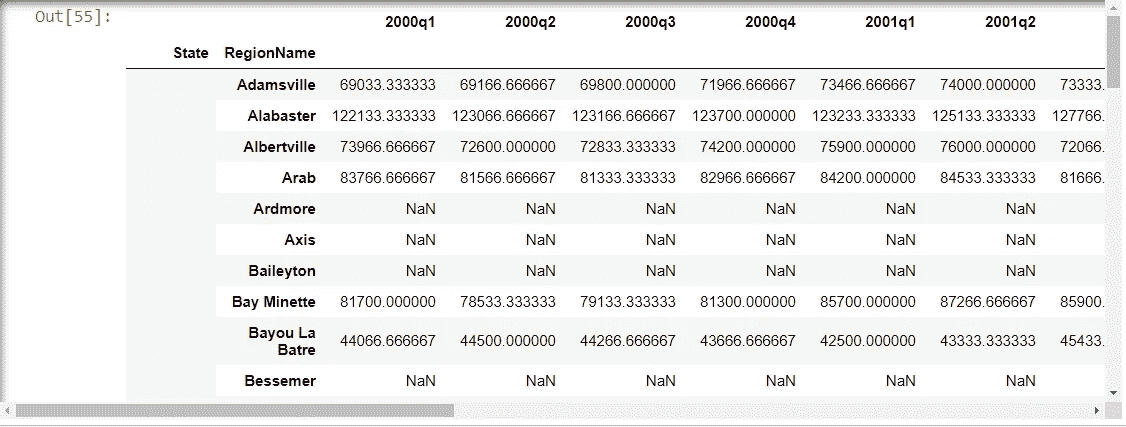 Out[55]:
2000q1 2000q2 2000q3 2000q4 2001q1 2001q2
State RegionName
Adamsville 69033.333333 69166.666667 69800.000000 71966.666667 73466.666667 74000.000000 73333.
Alabaster 122133.333333 123066.666667 123166.666667 123700.000000 123233.333333 125133.333333 127766.
Albertville 73966.666667 72600.000000 72833.333333 74200.000000 75900.000000 76000.000000 72066.
Arab 83766.666667 81566.666667 81333.333333 82966.666667 84200.000000 84533.333333 81666.
Ardmore NaN NaN NaN NaN NaN NaN
Axis NaN NaN NaN NaN NaN NaN
Baileyton NaN NaN NaN NaN NaN NaN
Bay Minette 81700.000000 78533.333333 79133.333333 81300.000000 85700.000000 87266.666667 85900.
Bayou La
Batre 44066.666667 44500.000000 44266.666667 43666.666667 42500.000000 43333.333333 45433.
Bessemer NaN NaN NaN NaN NaN NaN